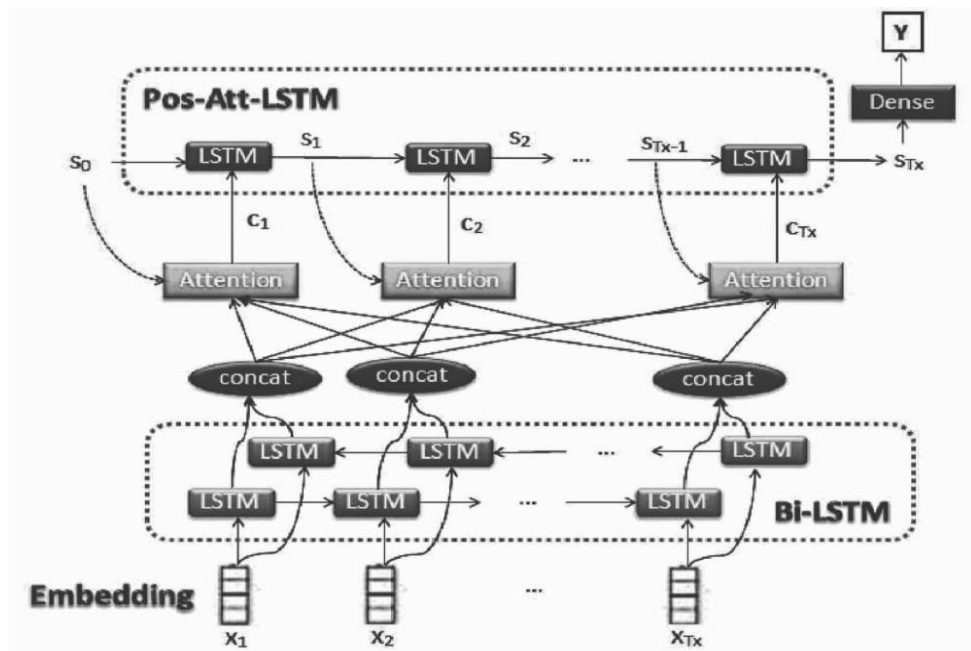 Y
Pos-Att-LSTM
Dense
S0 LSTM S1 LSTM S2 ... STx-1 LSTM STx
C1 C2 CTx
Attention Attention Attention
concat concat concat
LSTM LSTM ... LSTM
LSTM LSTM ... LSTM
Bi-LSTM
Embedding ...
X1 X2 XTx